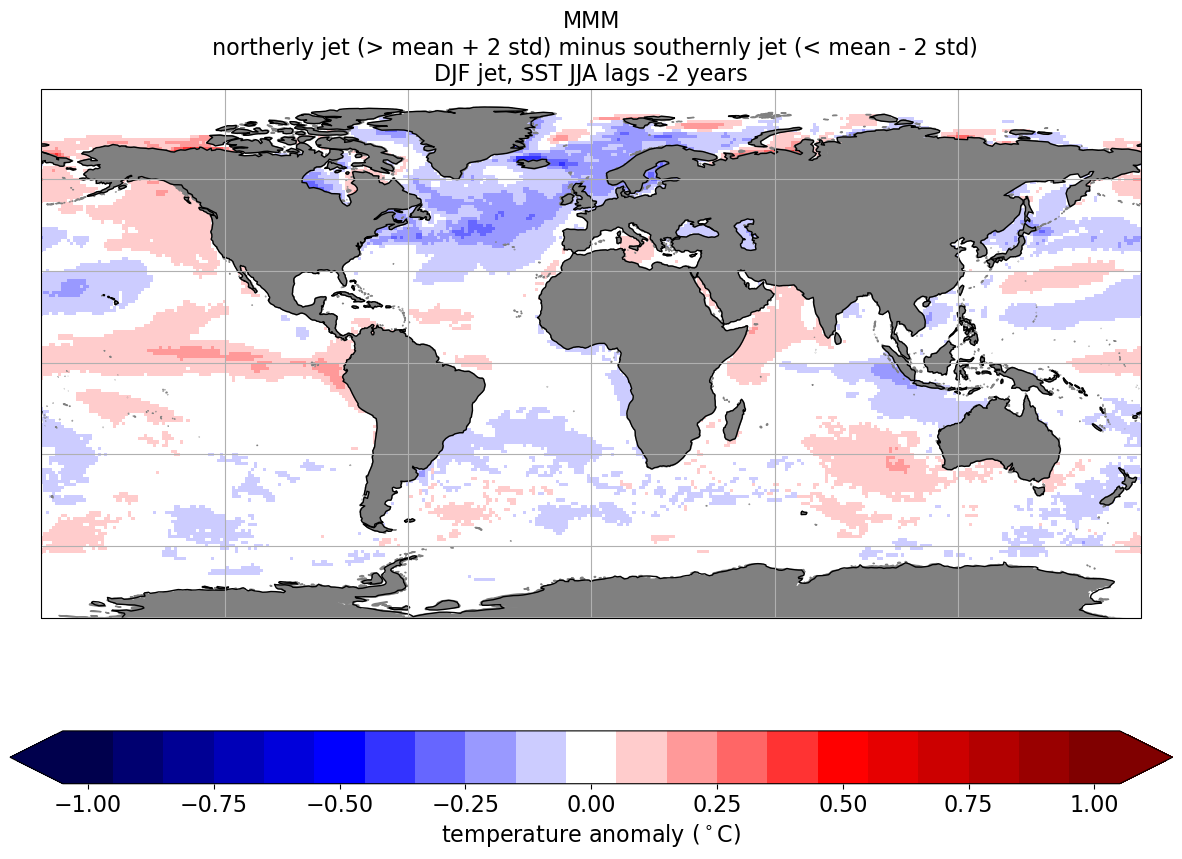 MMM
northerly jet (> mean + 2 std) minus southernly jet (< mean - 2 std)
DJF jet, SST JJA lags -2 years
−1.00 −0.75 −0.50 −0.25 0.00 0.25 0.50 0.75 1.00
temperature anomaly (°C)